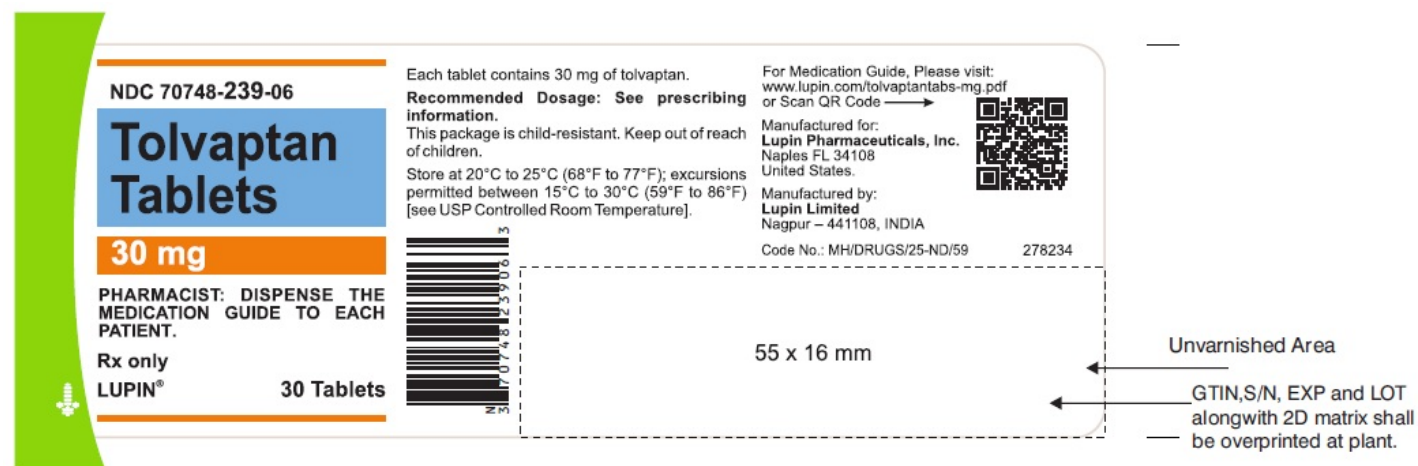 NDC 70748-239-06
Tolvaptan
Tablets
30 mg
PHARMACIST: DISPENSE THE
MEDICATION GUIDE TO EACH
PATIENT.
Rx only
LUPIN® 30 Tablets
Each tablet contains 30 mg of tolvaptan.
Recommended Dosage: See prescribing
information.
This package is child-resistant. Keep out of reach
of children.
Store at 20°C to 25°C (68°F to 77°F); excursions
permitted between 15°C to 30°C (59°F to 86°F)
[see USP Controlled Room Temperature].
N
3 70748 23906 3
For Medication Guide, Please visit:
www.lupin.com/tolvaptantabs-mg.pdf
or Scan QR Code
Manufactured for:
Lupin Pharmaceuticals, Inc.
Naples FL 34108
United States.
Manufactured by:
Lupin Limited
Nagpur – 441108, INDIA
Code No.: MH/DRUGS/25-ND/59 278234
55 x 16 mm
Unvarnished Area
GTIN,S/N, EXP and LOT
alongwith 2D matrix shall
be overprinted at plant.